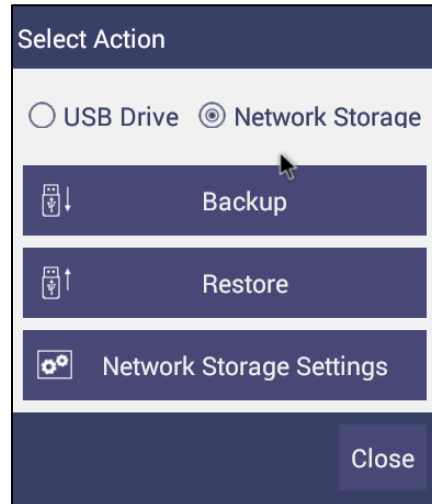 Select Action
USB Drive Network Storage
Backup
Restore
Network Storage Settings
Close